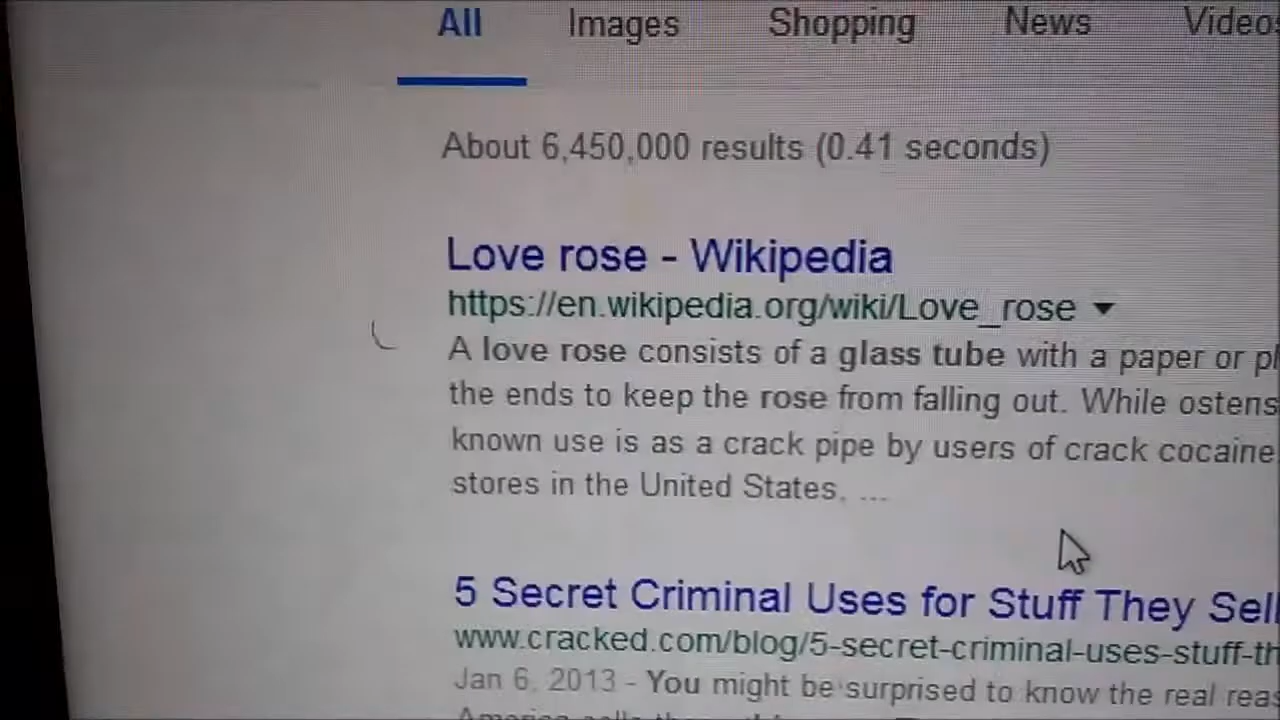 All Images Shopping News Videos
About 6,450,000 results (0.41 seconds)
Love rose - Wikipedia
https://en.wikipedia.org/wiki/Love_rose
A love rose consists of a glass tube with a paper or pl
the ends to keep the rose from falling out. While ostens
known use is as a crack pipe by users of crack cocaine
stores in the United States. ...
5 Secret Criminal Uses for Stuff They Sell
www.cracked.com/blog/5-secret-criminal-uses-stuff-th
Jan 6, 2013 - You might be surprised to know the real reas